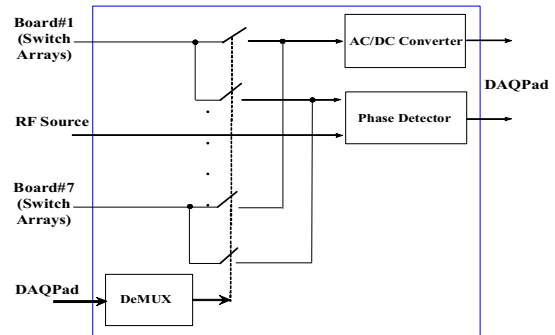 Board#1
(Switch
Arrays)
AC/DC Converter
DAQPad
RF Source
Phase Detector
Board#7
(Switch
Arrays)
DAQPad
DeMUX